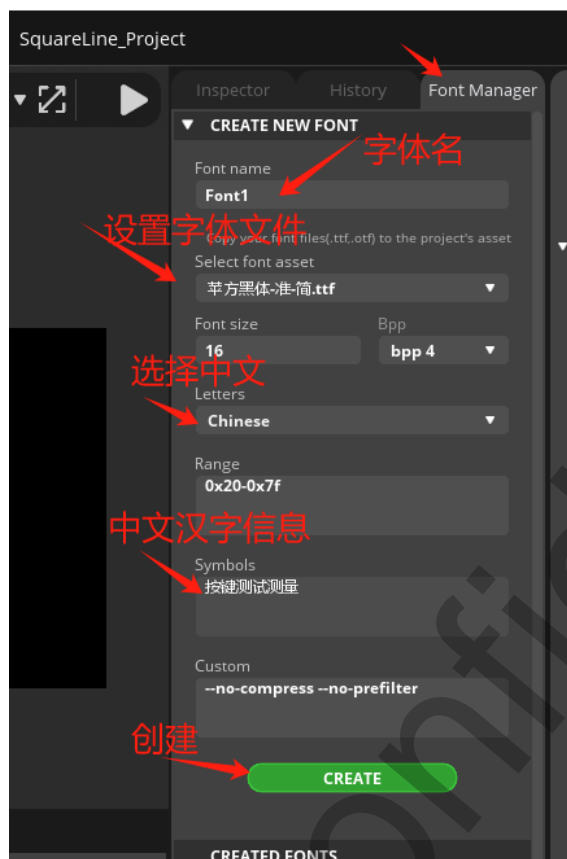 SquareLine_Proje
Inspector History Font Manager
CREATE NEW FONT
字体名
Font name
Font1
设置字体文件
Copy your font files(.ttf,.otf) to the project's asset
Select font asset
苹方黑体-准-简.ttf
Font size Bpp
16 bpp 4
选择中文
Letters
Chinese
Range
0x20-0x7f
中文汉字信息
Symbols
按键测试测量
Custom
--no-compress --no-prefilter
创建
CREATE
CREATED FONTS